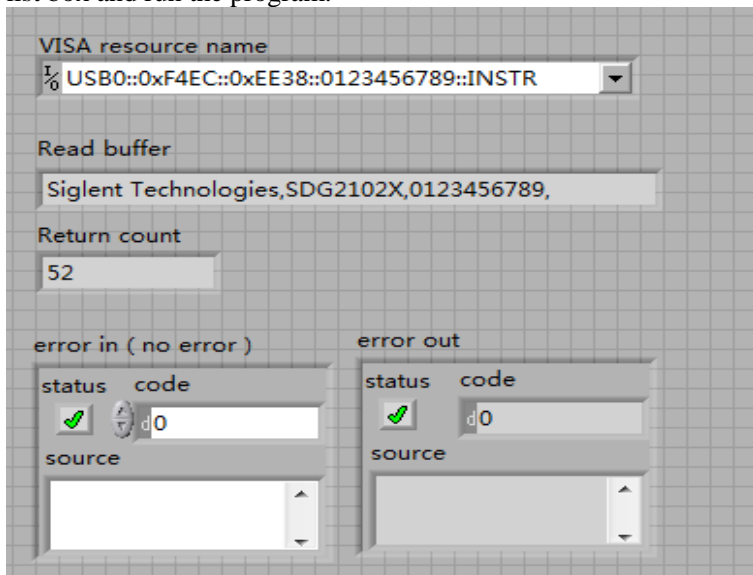 list box and run the program.
VISA resource name
USB0::0xF4EC::0xEE38::0123456789::INSTR
Read buffer
Siglent Technologies,SDG2102X,0123456789,
Return count
52
error in ( no error )
status code
d 0
source
error out
status code
d 0
source